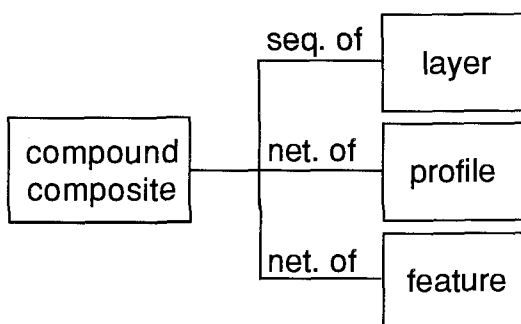 seq. of
layer
compound
composite
net. of
profile
net. of
feature